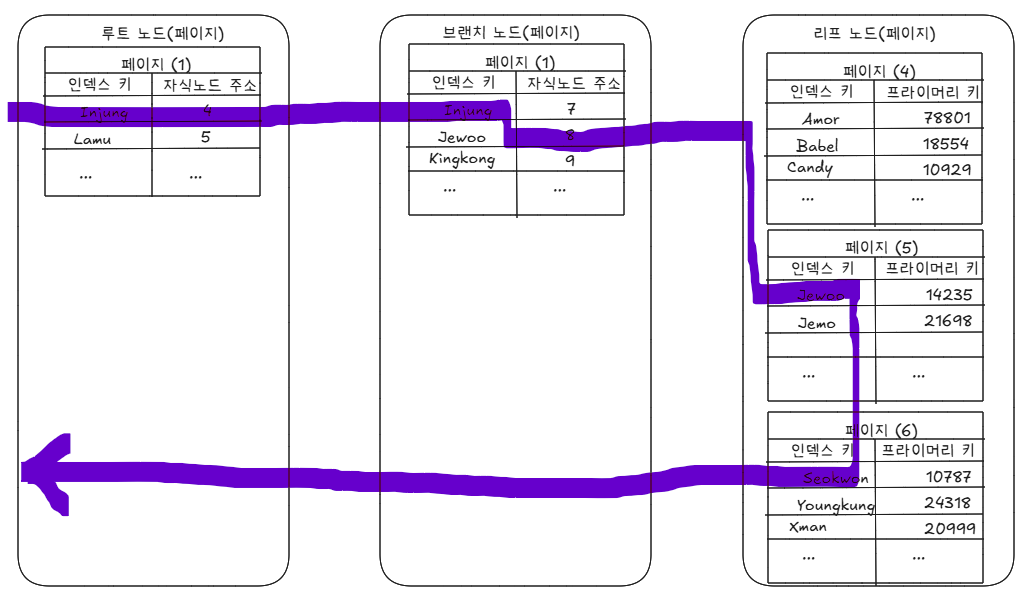 루트 노드(페이지)
페이지 (1)
인덱스 키 자식노드 주소
Injung 4
Lamu 5
... ...
브랜치 노드(페이지)
페이지 (1)
인덱스 키 자식노드 주소
Injung 7
Jewoo 8
Kingkong 9
... ...
리프 노드(페이지)
페이지 (4)
인덱스 키 프라이머리 키
Amor 78801
Babel 18554
Candy 10929
... ...
페이지 (5)
인덱스 키 프라이머리 키
Jewoo 14235
Jemo 21698
... ...
페이지 (6)
인덱스 키 프라이머리 키
Seokwon 10787
Youngkung 24318
Xman 20999
... ...